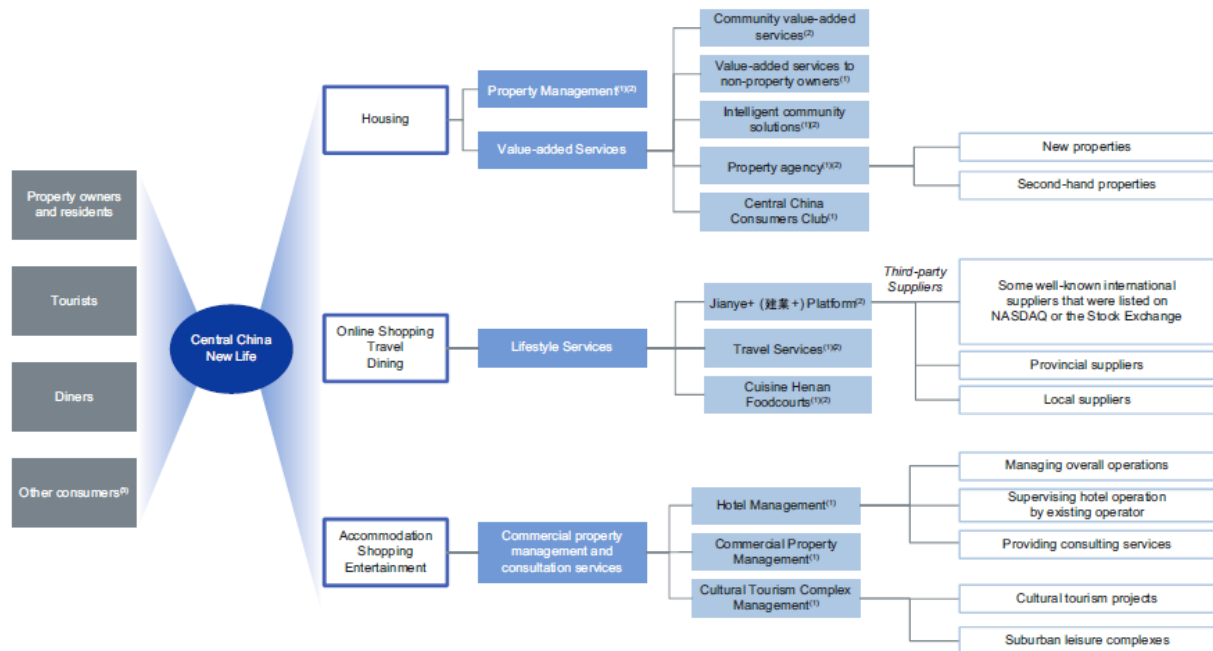 Property owners
and residents
Tourists
Diners
Other consumers(3)
Central China
New Life
Housing
Property Management(1)(2)
Value-added Services
Community value-added
services(2)
Value-added services to
non-property owners(1)
Intelligent community
solutions(1)(2)
Property agency(1)(2)
Central China
Consumers Club(1)
New properties
Second-hand properties
Online Shopping
Travel
Dining
Lifestyle Services
Jianye+ (建業+) Platform(2)
Travel Services(1)(2)
Cuisine Henan
Foodcourts(1)(2)
Third-party
Suppliers
Some well-known international
suppliers that were listed on
NASDAQ or the Stock Exchange
Provincial suppliers
Local suppliers
Accommodation
Shopping
Entertainment
Commercial property
management and
consultation services
Hotel Management(1)
Commercial Property
Management(1)
Cultural Tourism Complex
Management(1)
Managing overall operations
Supervising hotel operation
by existing operator
Providing consulting services
Cultural tourism projects
Suburban leisure complexes